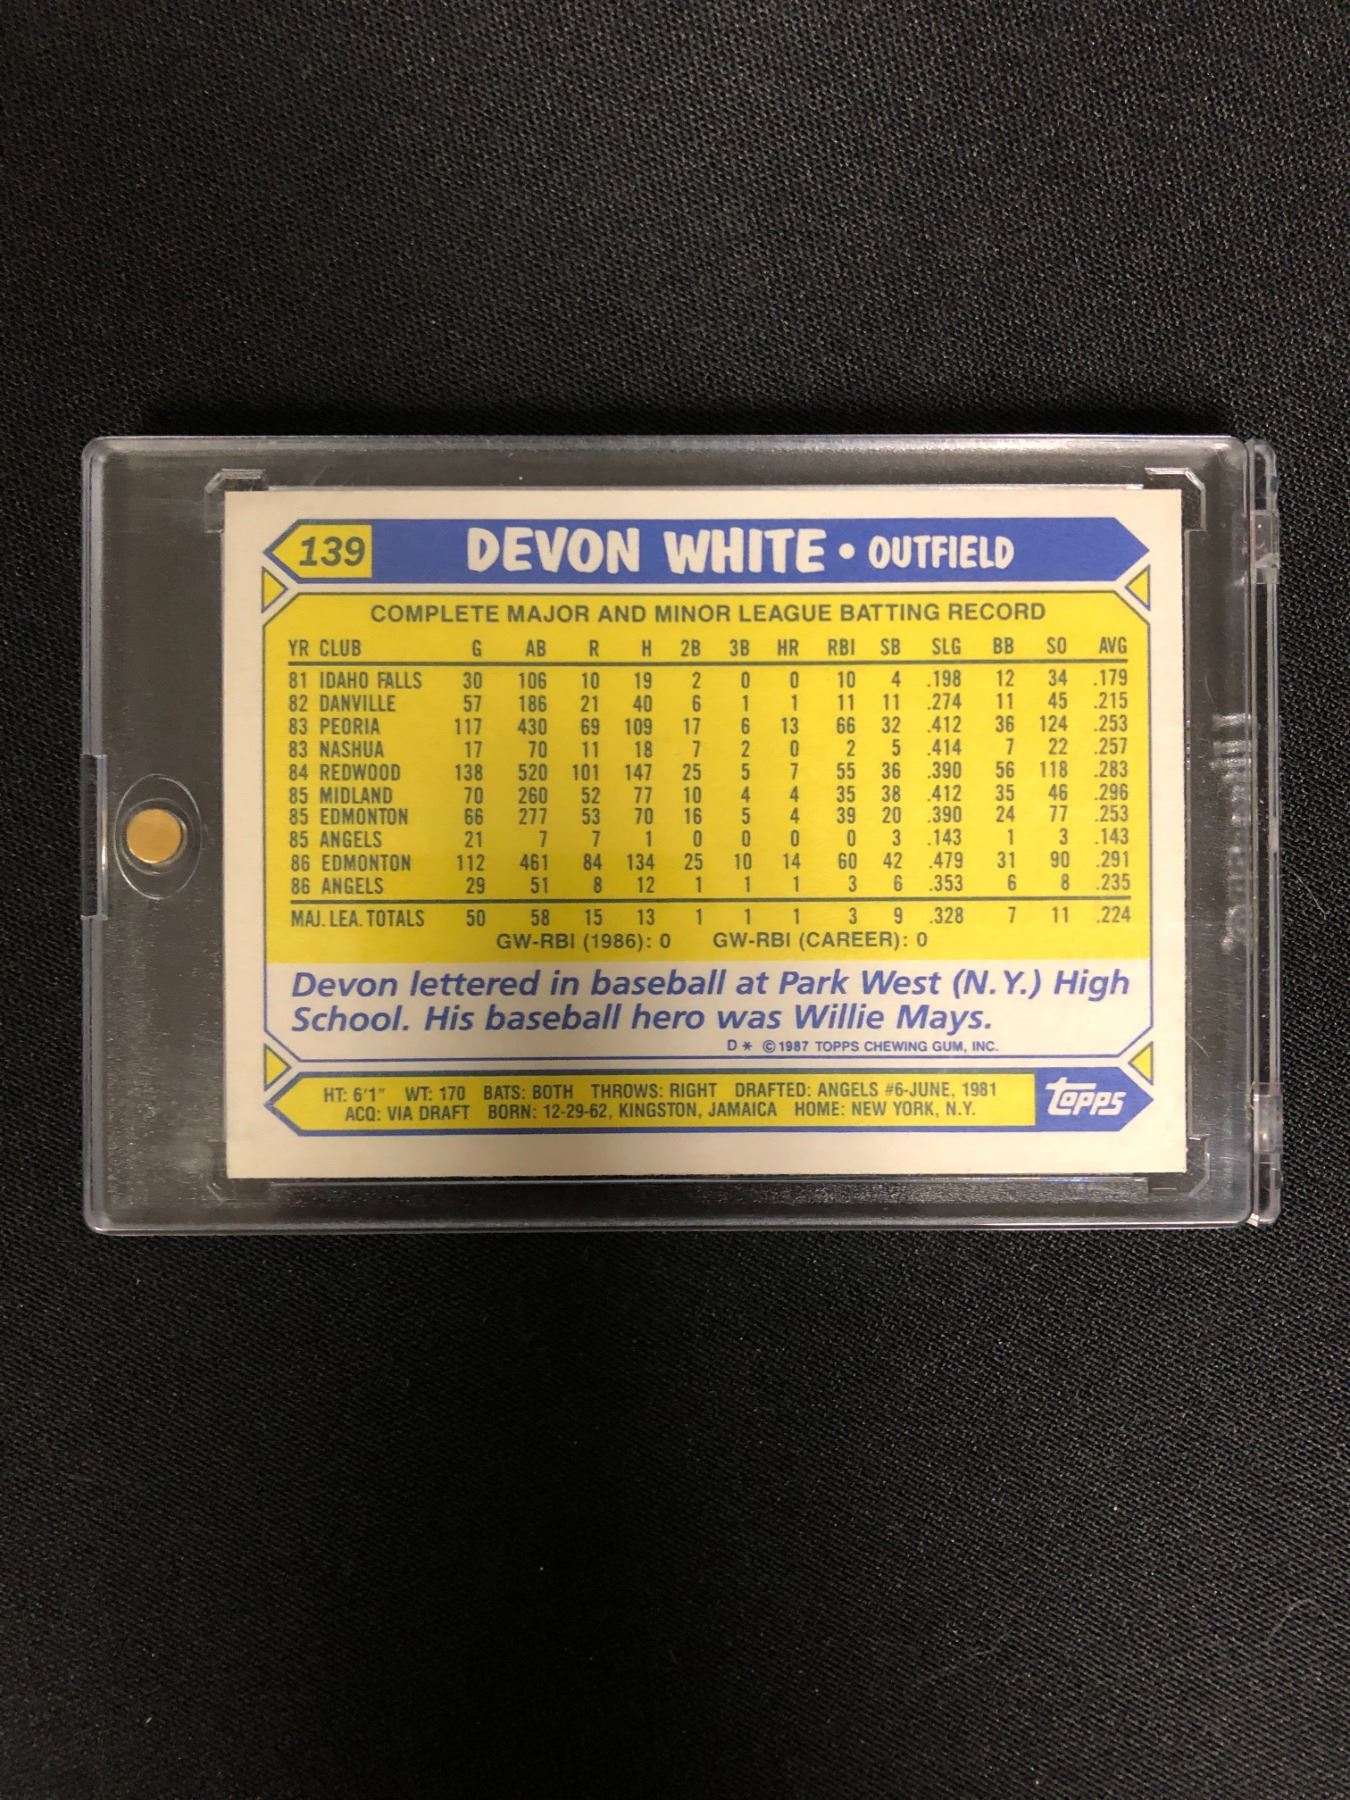 139 DEVON WHITE • OUTFIELD
COMPLETE MAJOR AND MINOR LEAGUE BATTING RECORD
YR CLUB G AB R H 2B 3B HR RBI SB SLG BB SO AVG
81 IDAHO FALLS 30 106 10 19 2 0 0 10 4 .198 12 34 .179
82 DANVILLE 57 186 21 40 6 1 1 11 11 .274 11 45 .215
83 PEORIA 117 430 69 109 17 6 13 66 32 .412 36 124 .253
83 NASHUA 17 70 11 18 7 2 0 2 5 .414 7 22 .257
84 REDWOOD 138 520 101 147 25 5 7 55 36 .390 56 118 .283
85 MIDLAND 70 260 52 77 10 4 4 35 38 .412 35 46 .296
85 EDMONTON 66 277 53 70 16 5 4 39 20 .390 24 77 .253
85 ANGELS 21 7 7 1 0 0 0 0 3 .143 1 3 .143
86 EDMONTON 112 461 84 134 25 10 14 60 42 .479 31 90 .291
86 ANGELS 29 51 8 12 1 1 1 3 6 .353 6 8 .235
MAJ. LEA. TOTALS 50 58 15 13 1 1 1 3 9 .328 7 11 .224
GW-RBI (1986): 0 GW-RBI (CAREER): 0
Devon lettered in baseball at Park West (N.Y.) High
School. His baseball hero was Willie Mays.
D * © 1987 TOPPS CHEWING GUM, INC.
HT: 6'1" WT: 170 BATS: BOTH THROWS: RIGHT DRAFTED: ANGELS #6-JUNE, 1981
ACQ: VIA DRAFT BORN: 12-29-62, KINGSTON, JAMAICA HOME: NEW YORK, N.Y.
topps